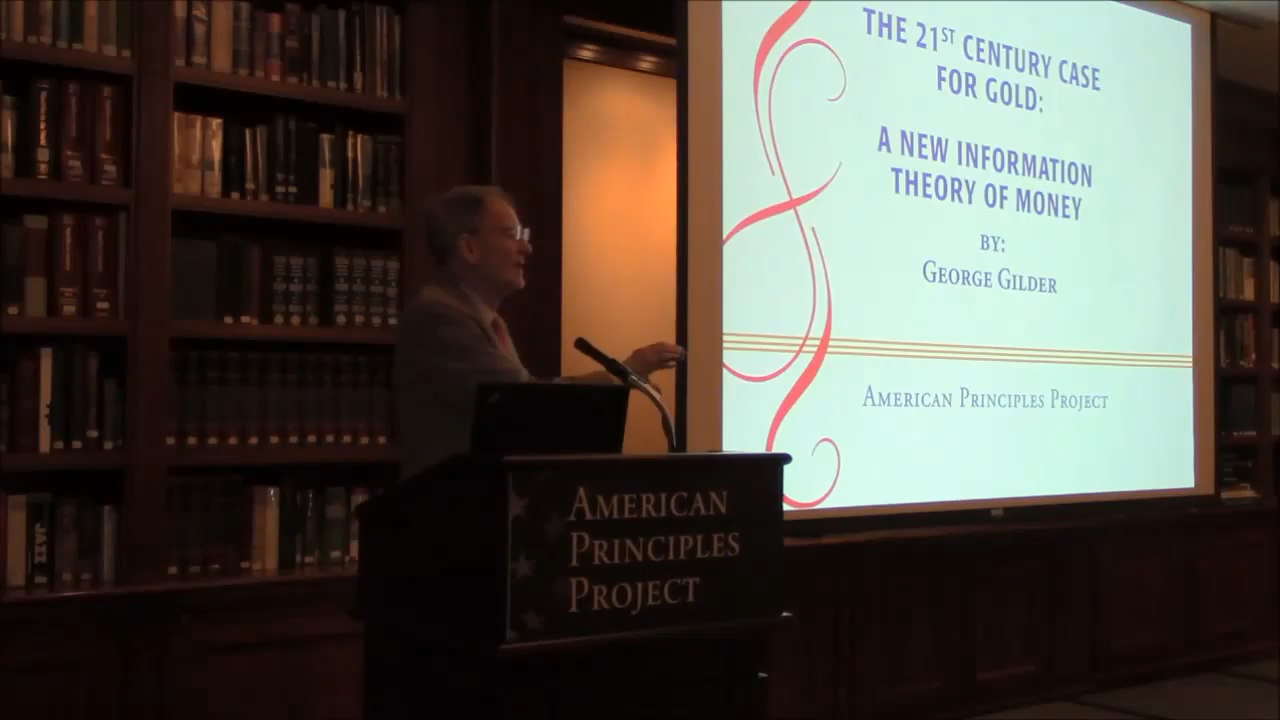 THE 21ST CENTURY CASE
FOR GOLD:
A NEW INFORMATION
THEORY OF MONEY
BY:
GEORGE GILDER
AMERICAN PRINCIPLES PROJECT
AMERICAN
PRINCIPLES
PROJECT